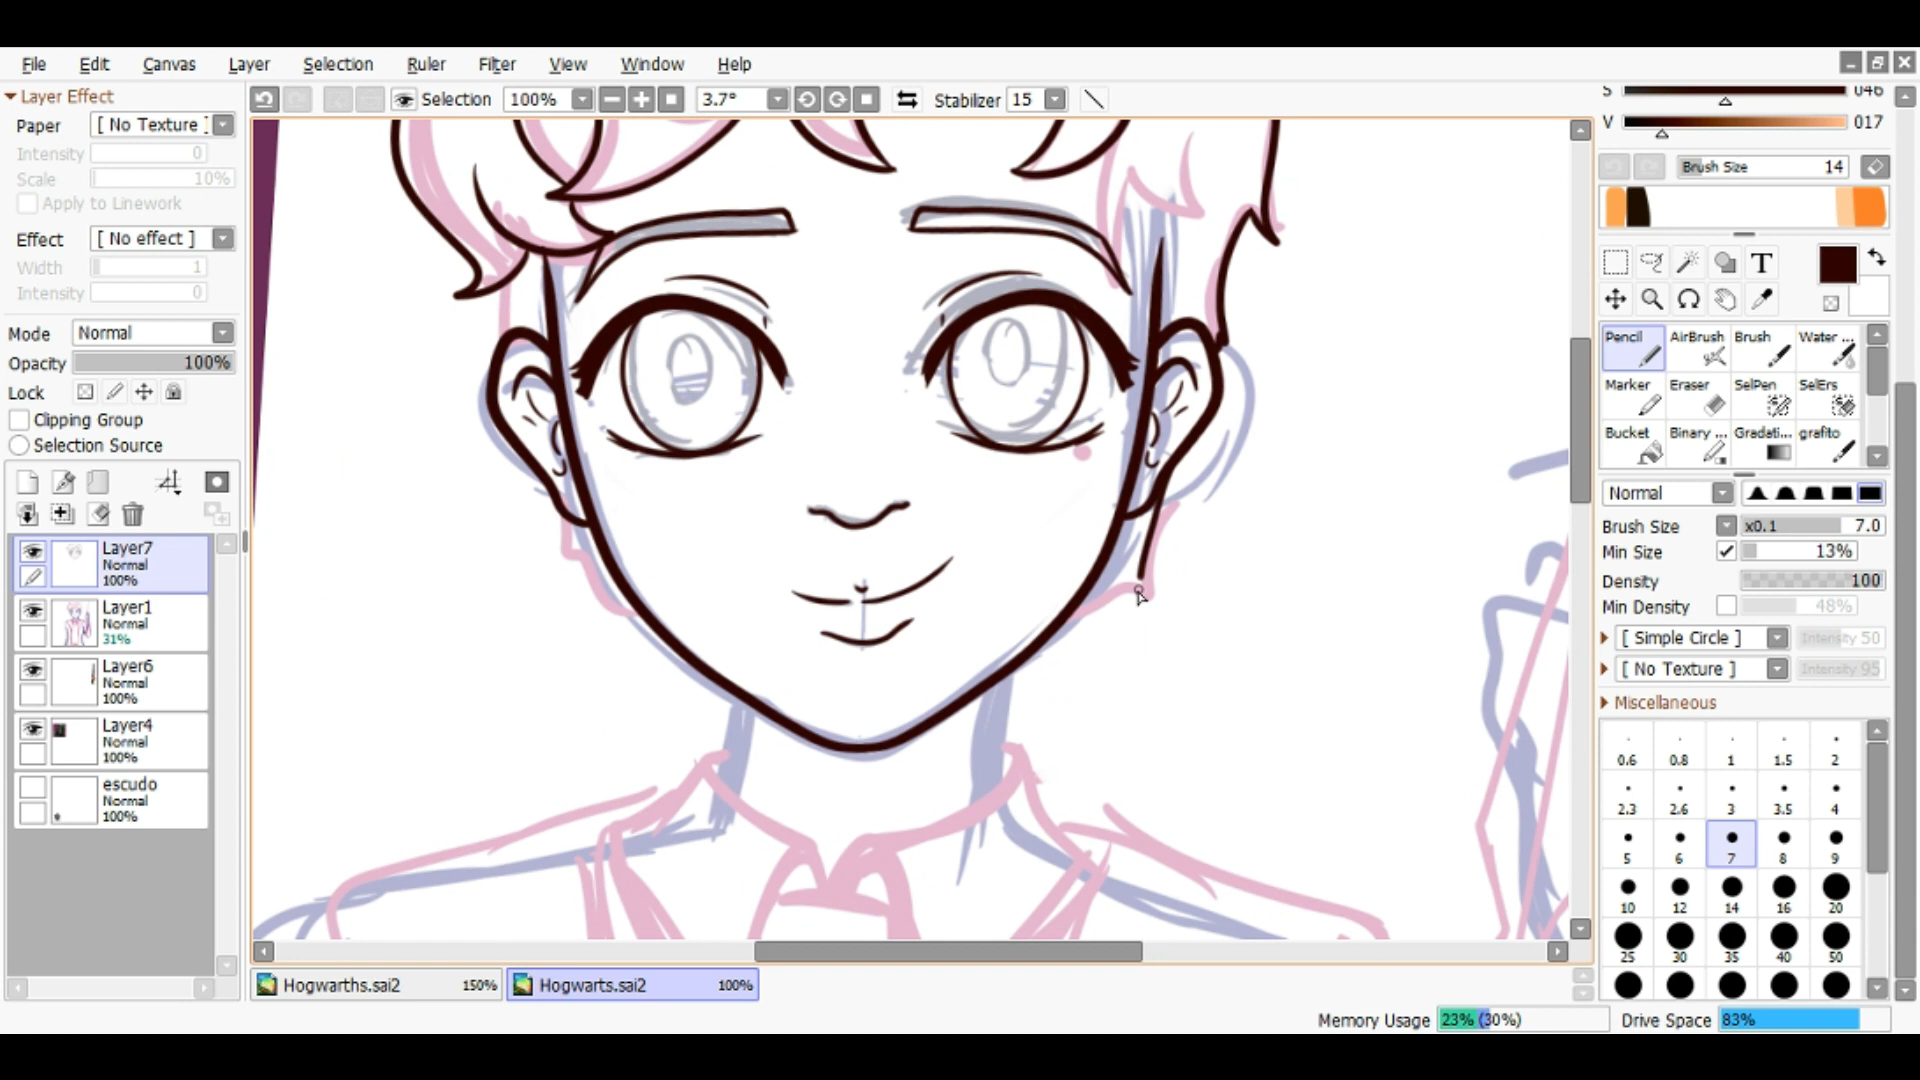 File Edit Canvas Layer Selection Ruler Filter View Window Help
Layer Effect
Paper [ No Texture ]
Intensity 0
Scale 10%
Apply to Linework
Effect [ No effect ]
Width 1
Intensity 0
Mode Normal
Opacity 100%
Lock
Clipping Group
Selection Source
Layer7
Normal
100%
Layer1
Normal
31%
Layer6
Normal
100%
Layer4
Normal
100%
escudo
Normal
100%
Selection 100% 3.7° Stabilizer 15
Hogwarths.sai2 150% Hogwarts.sai2 100%
S 046
V 017
Brush Size 14
T
Pencil AirBrush Brush Water ...
Marker Eraser SelPen SelErs
Bucket Binary ... Gradati... grafito
Normal
Brush Size x0.1 7.0
Min Size 13%
Density 100
Min Density 48%
[ Simple Circle ] Intensity 50
[ No Texture ] Intensity 95
Miscellaneous
0.6 0.8 1 1.5 2
2.3 2.6 3 3.5 4
5 6 7 8 9
10 12 14 16 20
25 30 35 40 50
Memory Usage 23% (30%) Drive Space 83%